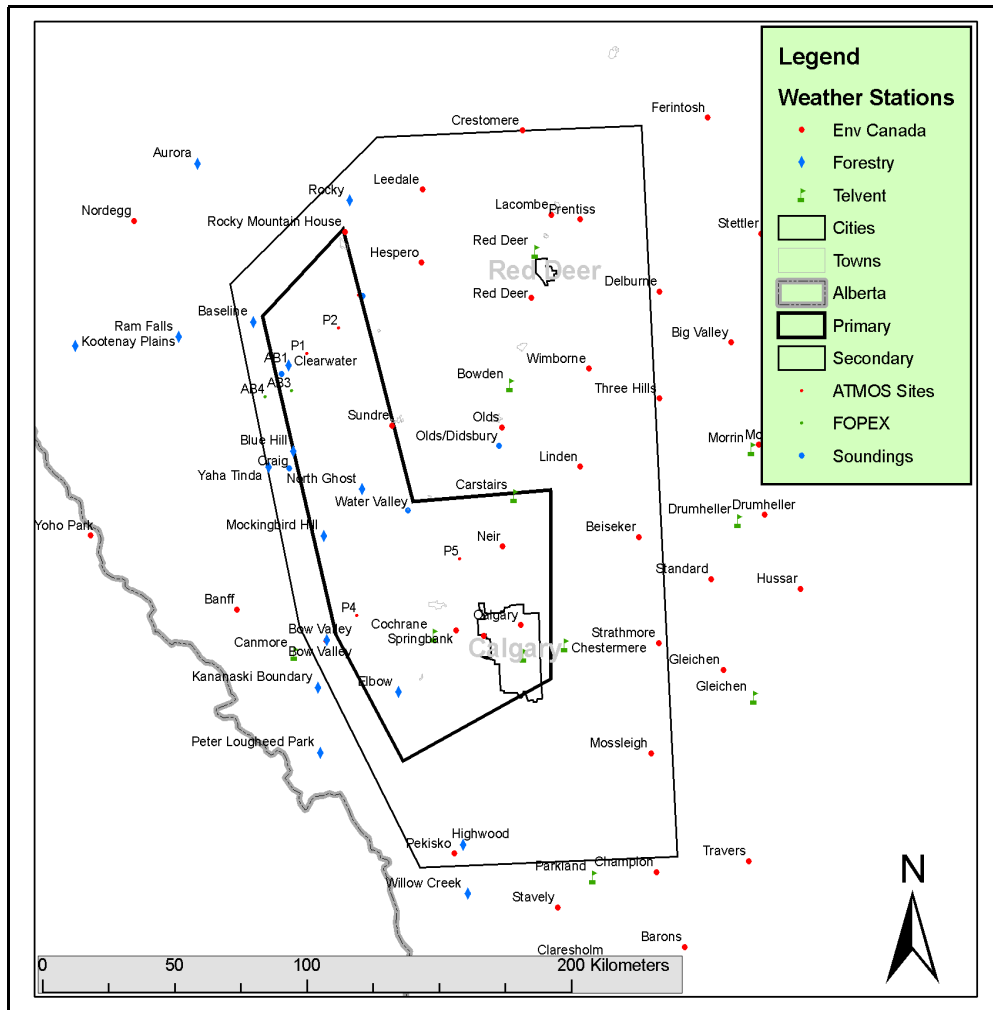 Legend
Weather Stations
Env Canada
Forestry
Telvent
Cities
Towns
Alberta
Primary
Secondary
ATMOS Sites
FOPEX
Soundings
Ferintosh
Crestomere
Aurora
Leedale
Rocky
Nordegg
Lacombe
Prentiss
Rocky Mountain House
Stettler
Red Deer
Hespero
Red Deer
Delburne
Red Deer
Baseline
P2
Ram Falls
Kootenay Plains
Big Valley
P1
AB1
Clearwater
Wimborne
Bowden
AB4
AB3
Three Hills
Sundre
Olds
Blue Hill
Olds/Didsbury
Morrin
Craig
Linden
Yaha Tinda
North Ghost
Carstairs
Water Valley
Drumheller
Drumheller
Yoho Park
Mockingbird Hill
Beiseker
Neir
P5
Standard
Hussar
Banff
P4
Calgary
Cochrane
Bow Valley
Springbank
Strathmore
Canmore
Calgary
Chestermere
Bow Valley
Gleichen
Kananaski Boundary
Elbow
Gleichen
Peter Lougheed Park
Mossleigh
Highwood
Pekisko
Travers
Parkland
Champion
Willow Creek
Stavely
N
Barons
Claresholm
0 50 100 200 Kilometers